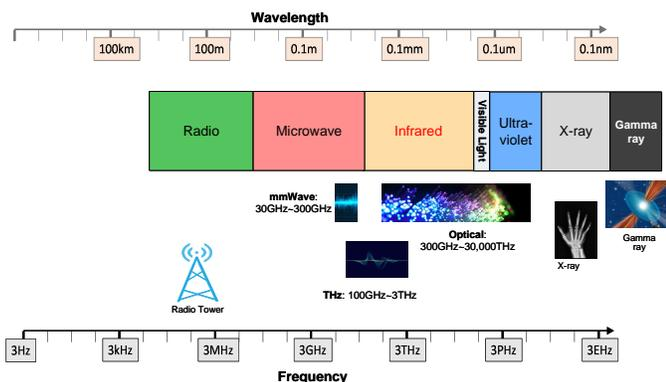 Wavelength
100km 100m 0.1m 0.1mm 0.1um 0.1nm
Radio Microwave Infrared Visible Light Ultra-
violet X-ray Gamma
ray
mmWave:
30GHz~300GHz
Optical:
300GHz~30,000THz
X-ray
Gamma
ray
THz: 100GHz~3THz
Radio Tower
3Hz 3kHz 3MHz 3GHz 3THz 3PHz 3EHz
Frequency